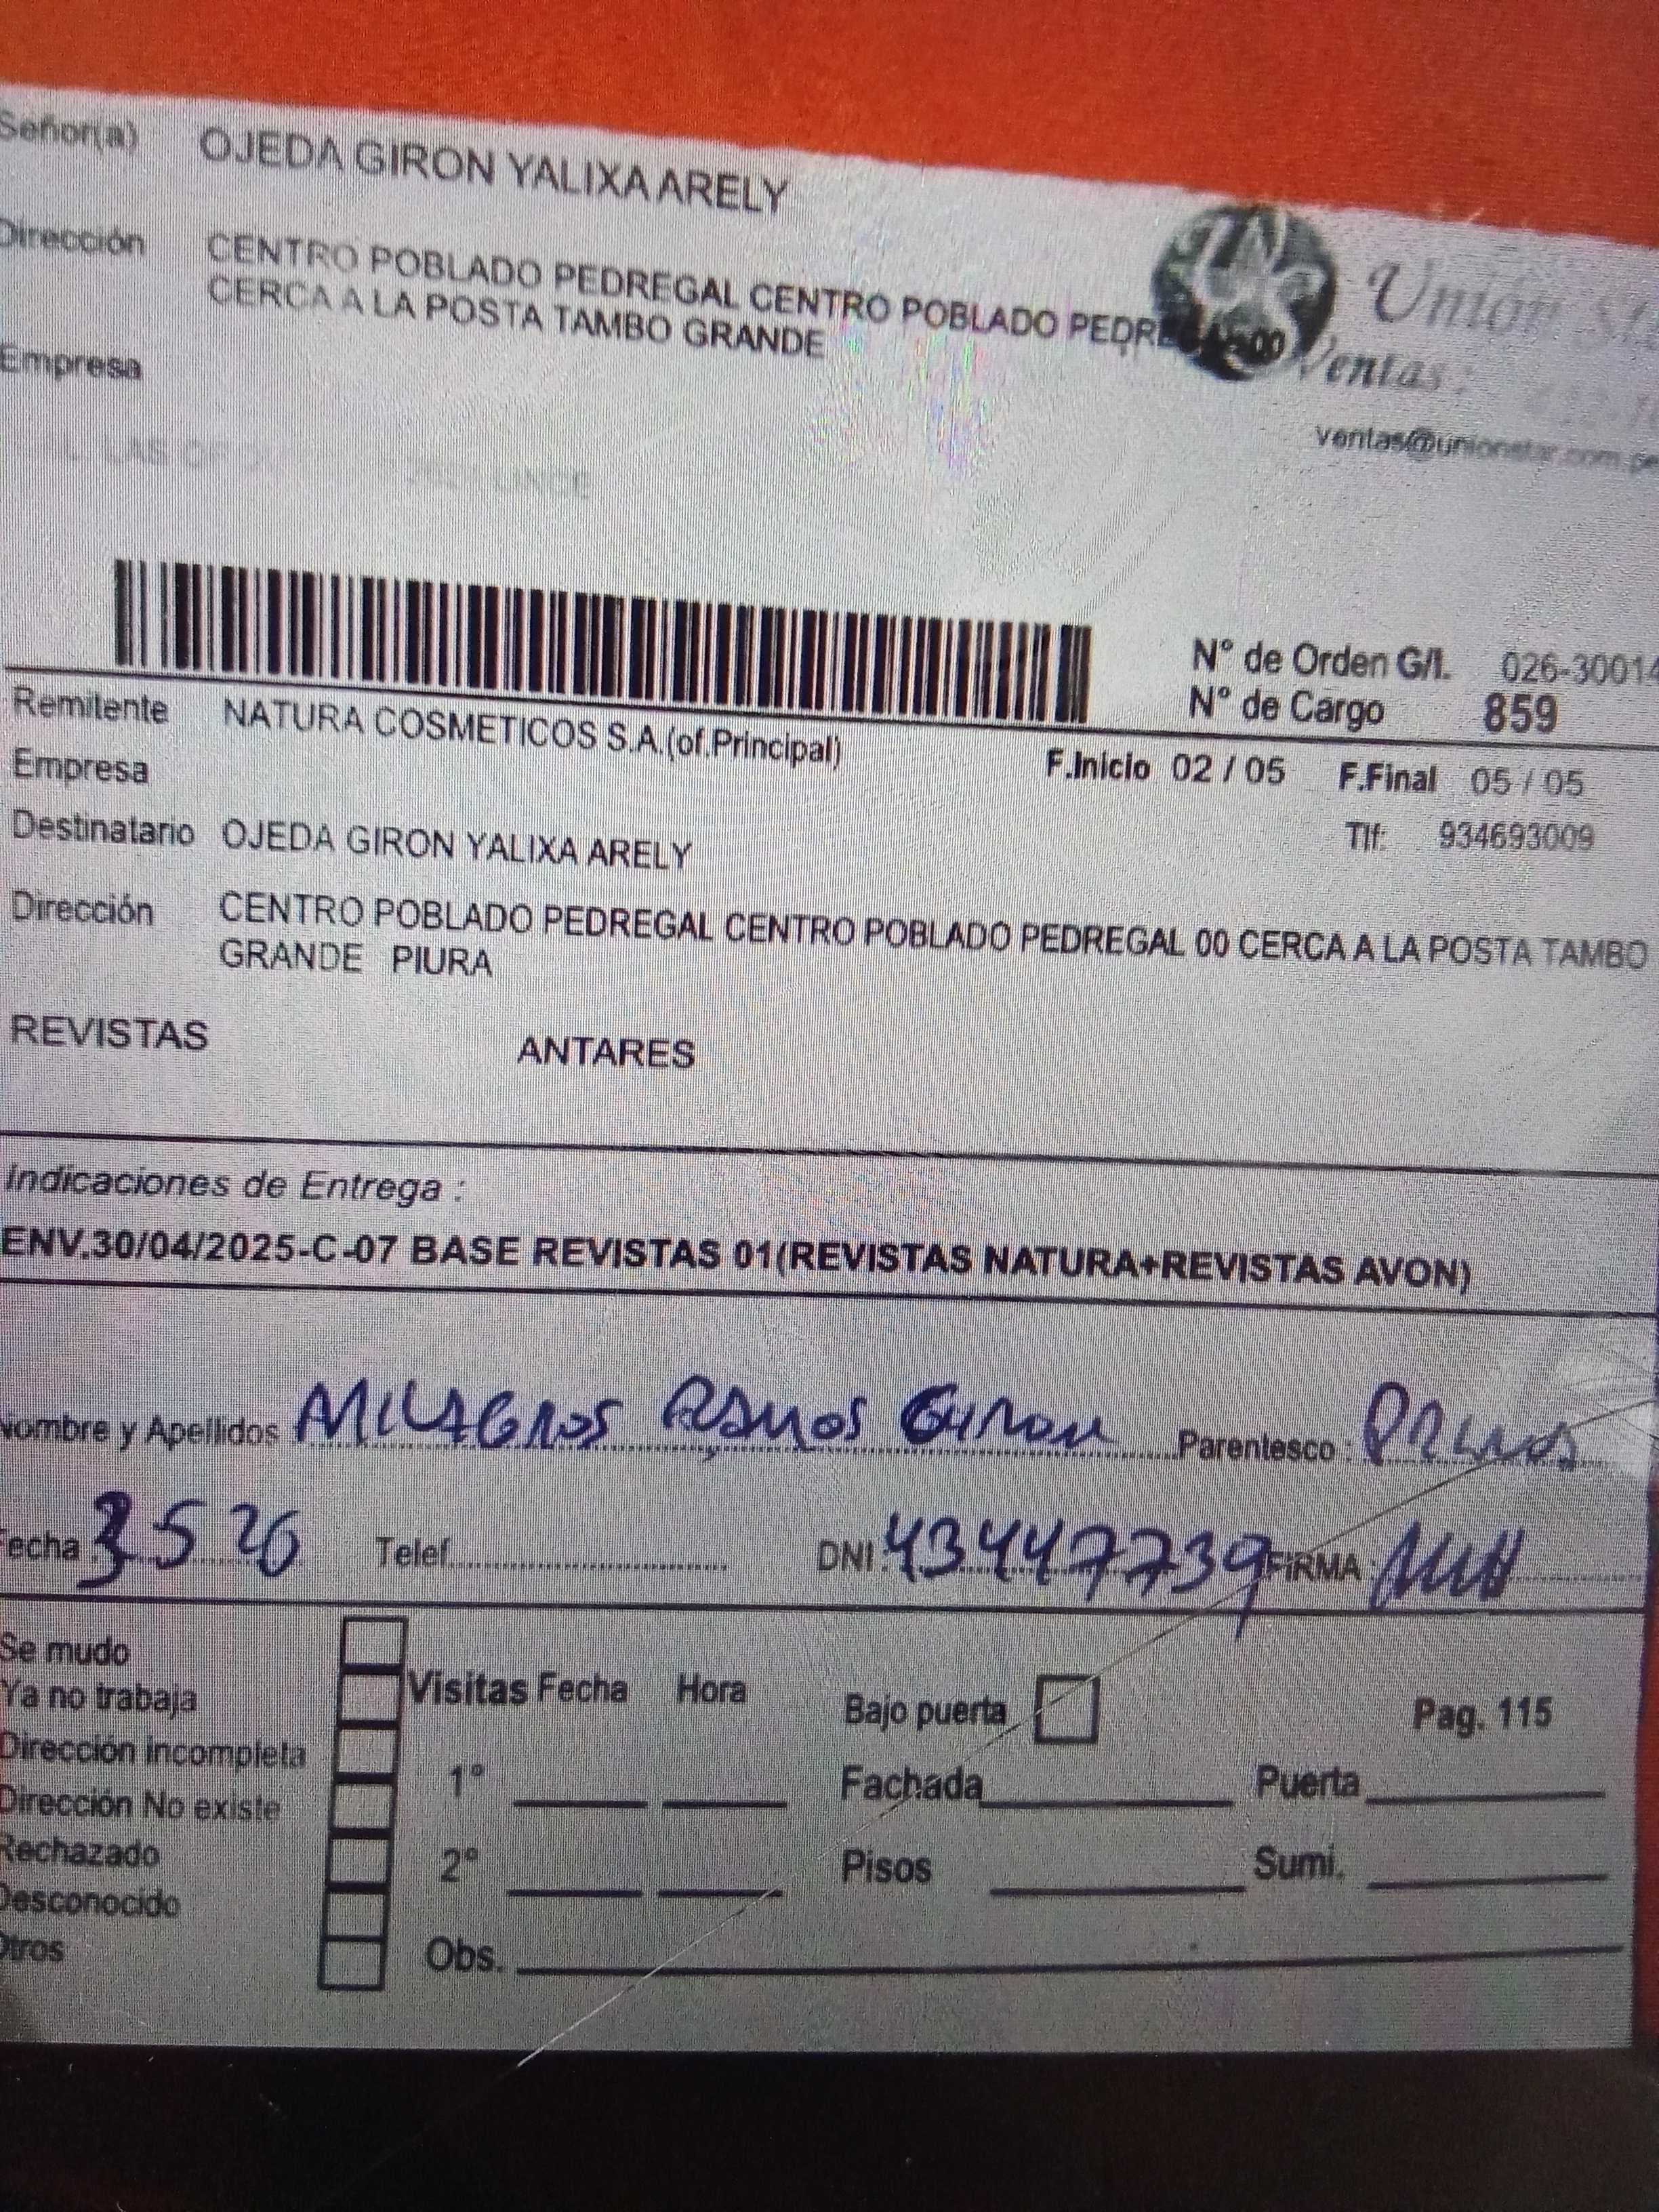 Señor(a) OJEDA GIRON YALIXA ARELY
Dirección CENTRO POBLADO PEDREGAL CENTRO POBLADO PEDREGAL 00
CERCA A LA POSTA TAMBO GRANDE
Unión
Ventas:
Empresa
ventas@unionstar.com.pe
N° de Orden G/I. 026-30014
N° de Cargo 859
Remitente NATURA COSMETICOS S.A.(of.Principal)
Empresa F.Inicio 02 / 05 F.Final 05 / 05
Destinatario OJEDA GIRON YALIXA ARELY Tlf: 934693009
Dirección CENTRO POBLADO PEDREGAL CENTRO POBLADO PEDREGAL 00 CERCA A LA POSTA TAMBO
GRANDE PIURA
REVISTAS ANTARES
Indicaciones de Entrega :
ENV.30/04/2025-C-07 BASE REVISTAS 01(REVISTAS NATURA+REVISTAS AVON)
Nombre y Apellidos MILAGROS RAMOS GIRON Parentesco :
Fecha 3 5 Telef. DNI: 43447739 FIRMA :
Se mudo
Ya no trabaja Visitas Fecha Hora Bajo puerta Pag. 115
Dirección incompleta
Dirección No existe 1° Fachada Puerta
Rechazado
Desconocido 2° Pisos Sumi.
Otros Obs.